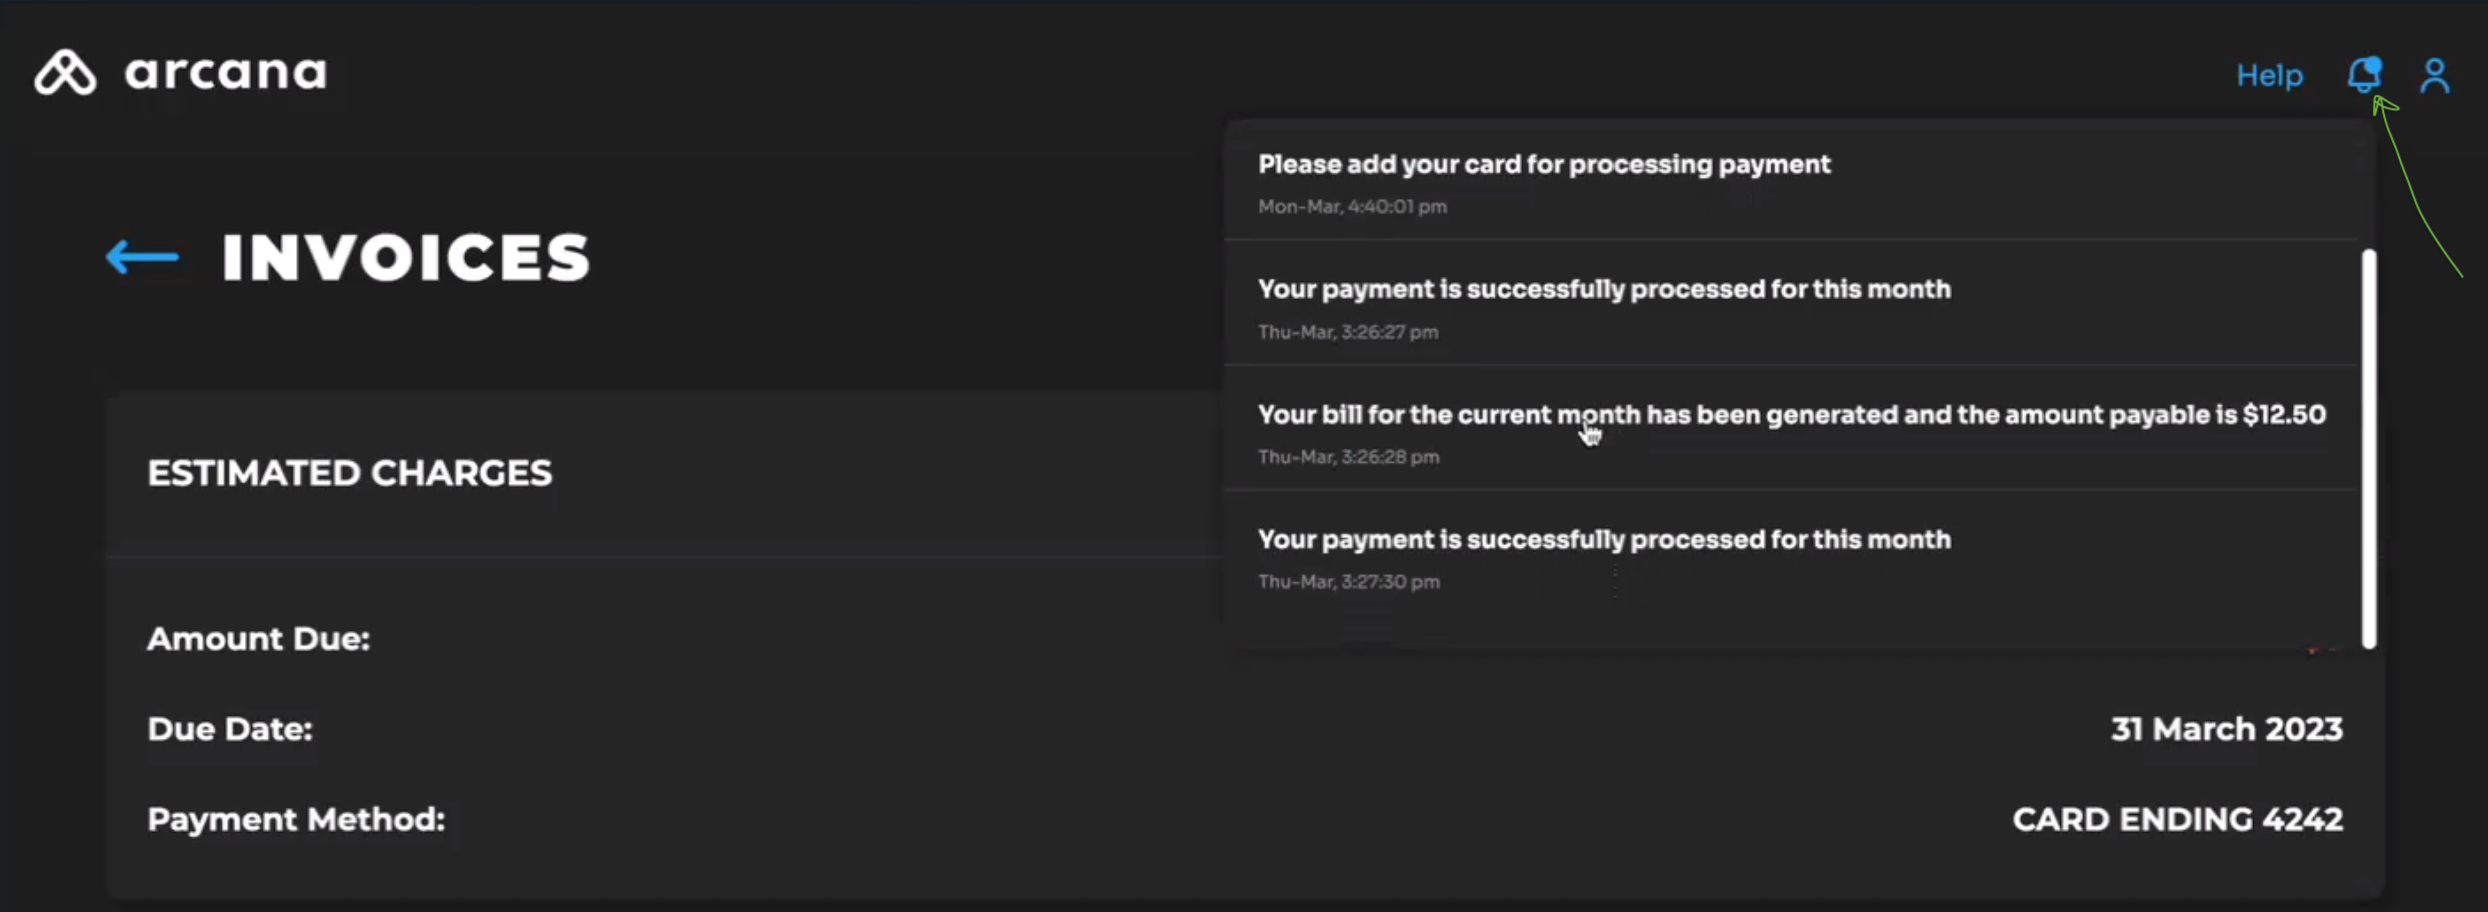 arcana
Help
INVOICES
Please add your card for processing payment
Mon-Mar, 4:40:01 pm
Your payment is successfully processed for this month
Thu-Mar, 3:26:27 pm
Your bill for the current month has been generated and the amount payable is $12.50
Thu-Mar, 3:26:28 pm
Your payment is successfully processed for this month
Thu-Mar, 3:27:30 pm
ESTIMATED CHARGES
Amount Due:
Due Date: 31 March 2023
Payment Method: CARD ENDING 4242